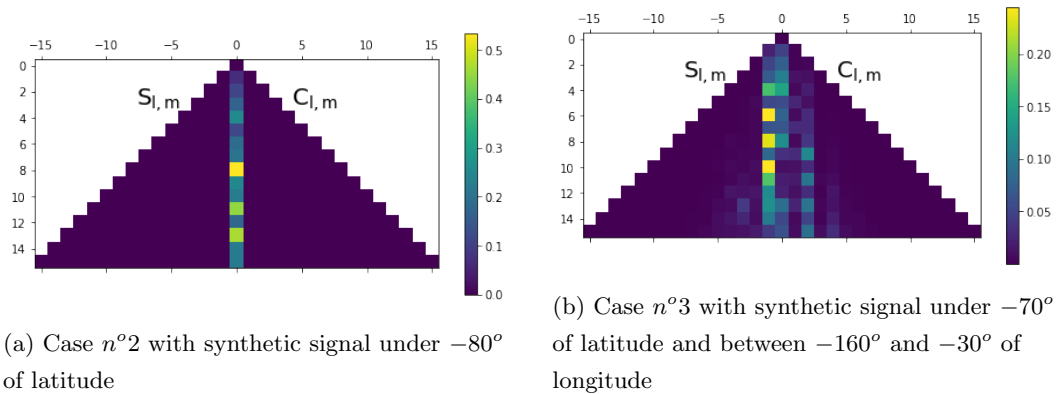 −15 −10 −5 0 5 10 15
0
2
4
6
8
10
12
14
S_{l, m}
C_{l, m}
0.5
0.4
0.3
0.2
0.1
0.0
(a) Case n^o2 with synthetic signal under −80^o
of latitude
−15 −10 −5 0 5 10 15
0
2
4
6
8
10
12
14
S_{l, m}
C_{l, m}
0.20
0.15
0.10
0.05
(b) Case n^o3 with synthetic signal under −70^o
of latitude and between −160^o and −30^o of
longitude